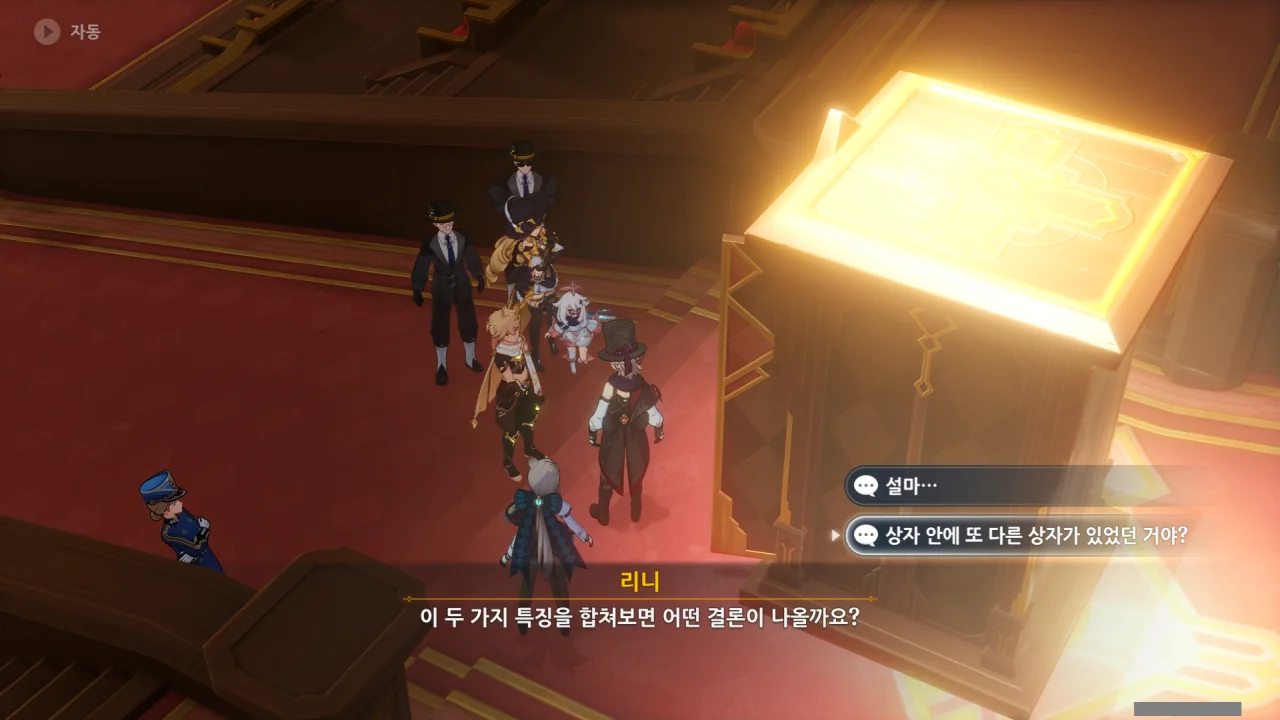 자동
설마…
상자 안에 또 다른 상자가 있었던 거야?
리니
이 두 가지 특징을 합쳐보면 어떤 결론이 나올까요?